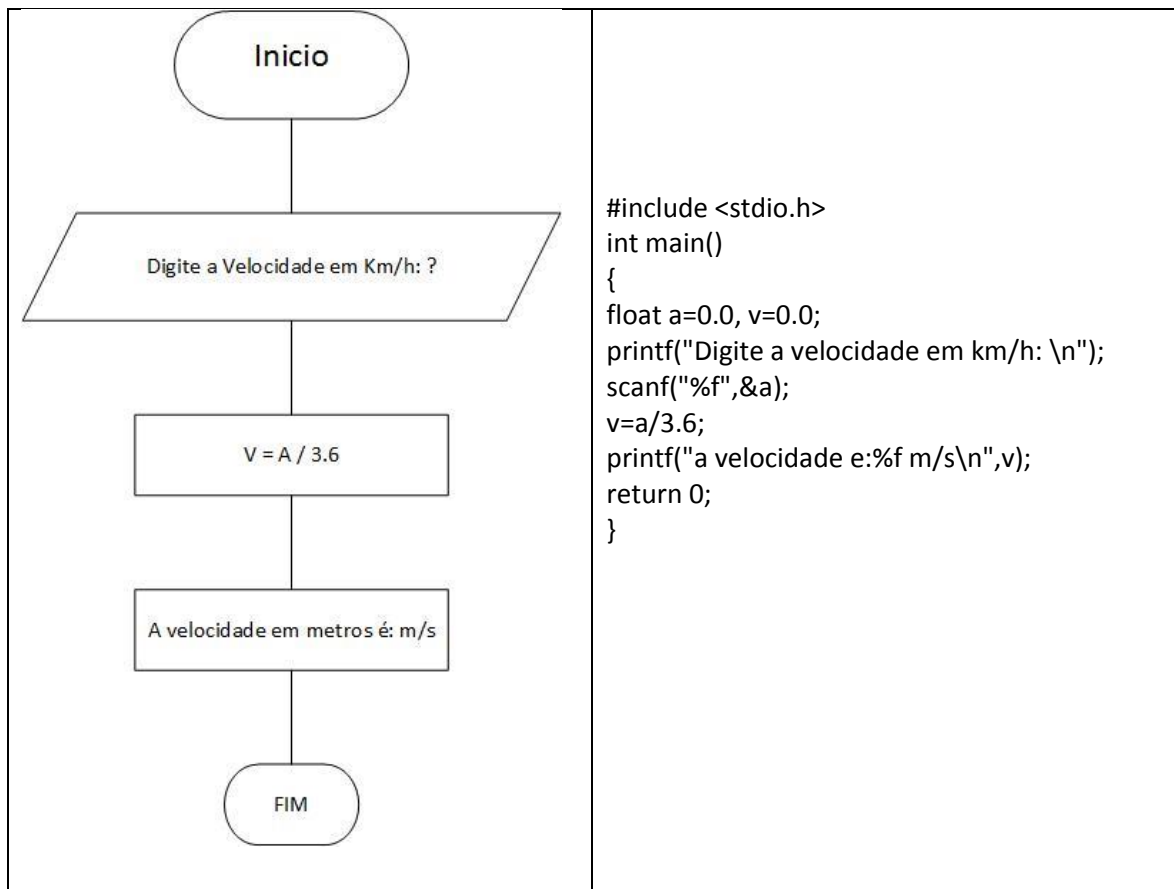 Inicio
Digite a Velocidade em Km/h: ?
V = A / 3.6
A velocidade em metros é: m/s
FIM
#include <stdio.h>
int main()
{
float a=0.0, v=0.0;
printf("Digite a velocidade em km/h: \n");
scanf("%f",&a);
v=a/3.6;
printf("a velocidade e:%f m/s\n",v);
return 0;
}